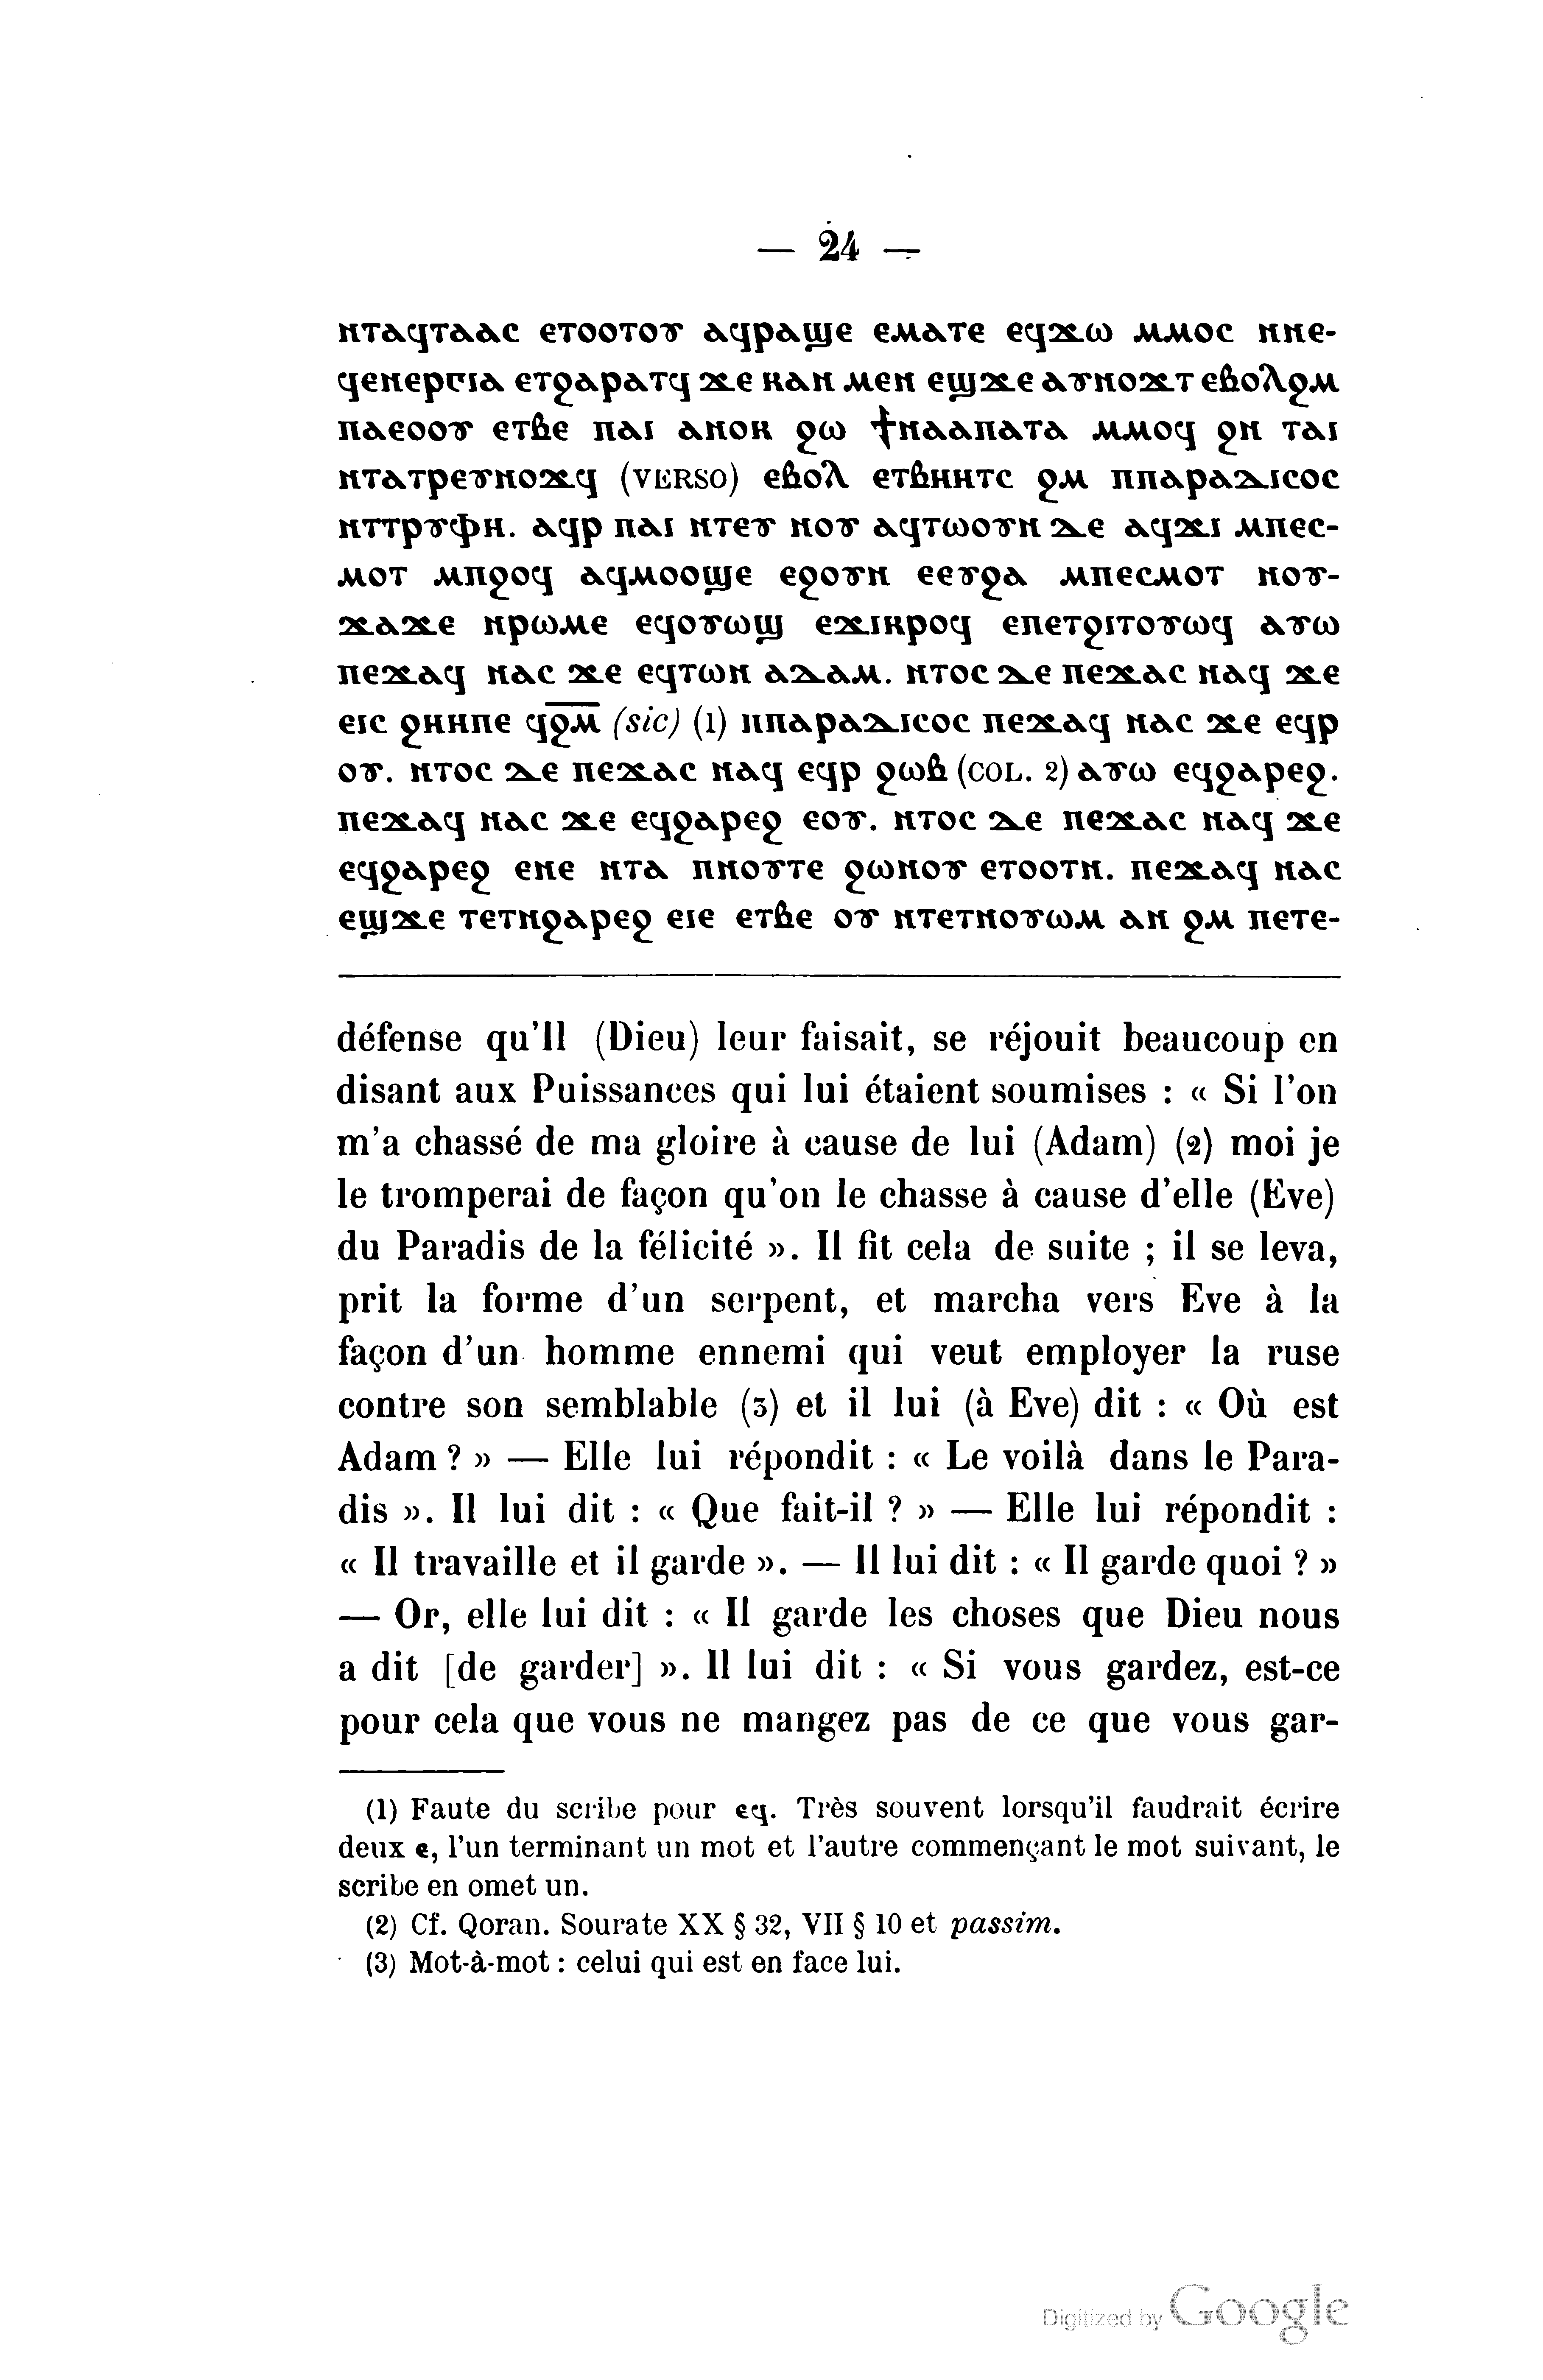 — 24 —
ⲛⲧⲁϥⲧⲁⲁⲥ ⲉⲧⲟⲟⲧⲟⲩ ⲁϥⲣⲁϣⲉ ⲉⲙⲁⲧⲉ ⲉϥϫⲱ ⲙⲙⲟⲥ ⲛⲛⲉ-
ϥⲉⲛⲉⲣⲅⲓⲁ ⲉⲧϩⲁⲣⲁⲧϥ ϫⲉ ⲕⲁⲛ ⲙⲉⲛ ⲉϣϫⲉ ⲁⲩⲛⲟϫⲧ ⲉⲃⲟⲗϩⲙ
ⲡⲁⲉⲟⲟⲩ ⲉⲧⲃⲉ ⲡⲁⲓ ⲁⲛⲟⲕ ϩⲱ ϯⲛⲁⲁⲡⲁⲧⲁ ⲙⲙⲟϥ ϩⲛ ⲧⲁⲓ
ⲛⲧⲁⲧⲣⲉⲩⲛⲟϫϥ (VERSO) ⲉⲃⲟⲗ ⲉⲧⲃⲏⲏⲧⲥ ϩⲙ ⲡⲡⲁⲣⲁⲇⲓⲥⲟⲥ
ⲛⲧⲧⲣⲩⲫⲏ. ⲁϥⲣ ⲡⲁⲓ ⲛⲧⲉⲩ ⲛⲟⲩ ⲁϥⲧⲱⲟⲩⲛ ⲇⲉ ⲁϥϫⲓ ⲙⲡⲉⲥ-
ⲙⲟⲧ ⲙⲡϩⲟϥ ⲁϥⲙⲟⲟϣⲉ ⲉϩⲟⲩⲛ ⲉⲉⲩϩⲁ ⲙⲡⲉⲥⲙⲟⲧ ⲛⲟⲩ-
ϫⲁϫⲉ ⲛⲣⲱⲙⲉ ⲉϥⲟⲩⲱϣ ⲉϫⲓⲕⲣⲟϥ ⲉⲡⲉⲧϩⲓⲧⲟⲩⲱϥ ⲁⲩⲱ
ⲡⲉϫⲁϥ ⲛⲁⲥ ϫⲉ ⲉϥⲧⲱⲛ ⲁⲇⲁⲙ. ⲛⲧⲟⲥ ⲇⲉ ⲡⲉϫⲁⲥ ⲛⲁϥ ϫⲉ
ⲉⲓⲥ ϩⲏⲏⲡⲉ ϥϩ̅ⲙ̅ (sic) (1) ⲡⲡⲁⲣⲁⲇⲓⲥⲟⲥ ⲡⲉϫⲁϥ ⲛⲁⲥ ϫⲉ ⲉϥⲣ
ⲟⲩ. ⲛⲧⲟⲥ ⲇⲉ ⲡⲉϫⲁⲥ ⲛⲁϥ ⲉϥⲣ ϩⲱⲃ (COL. 2) ⲁⲩⲱ ⲉϥϩⲁⲣⲉϩ.
ⲡⲉϫⲁϥ ⲛⲁⲥ ϫⲉ ⲉϥϩⲁⲣⲉϩ ⲉⲟⲩ. ⲛⲧⲟⲥ ⲇⲉ ⲡⲉϫⲁⲥ ⲛⲁϥ ϫⲉ
ⲉϥϩⲁⲣⲉϩ ⲉⲛⲉ ⲛⲧⲁ ⲡⲛⲟⲩⲧⲉ ϩⲱⲛⲟⲩ ⲉⲧⲟⲟⲧⲛ. ⲡⲉϫⲁϥ ⲛⲁⲥ
ⲉϣϫⲉ ⲧⲉⲧⲛϩⲁⲣⲉϩ ⲉⲓⲉ ⲉⲧⲃⲉ ⲟⲩ ⲛⲧⲉⲧⲛⲟⲩⲱⲙ ⲁⲛ ϩⲙ ⲡⲉⲧⲉ-
défense qu'Il (Dieu) leur faisait, se réjouit beaucoup en
disant aux Puissances qui lui étaient soumises : « Si l'on
m'a chassé de ma gloire à cause de lui (Adam) (2) moi je
le tromperai de façon qu'on le chasse à cause d'elle (Eve)
du Paradis de la félicité ». Il fit cela de suite ; il se leva,
prit la forme d'un serpent, et marcha vers Eve à la
façon d'un homme ennemi qui veut employer la ruse
contre son semblable (3) et il lui (à Eve) dit : « Où est
Adam ? » — Elle lui répondit : « Le voilà dans le Para-
dis ». Il lui dit : « Que fait-il ? » — Elle lui répondit :
« Il travaille et il garde ». — Il lui dit : « Il garde quoi ? »
— Or, elle lui dit : « Il garde les choses que Dieu nous
a dit [de garder] ». Il lui dit : « Si vous gardez, est-ce
pour cela que vous ne mangez pas de ce que vous gar-
(1) Faute du scribe pour ⲉϥ. Très souvent lorsqu'il faudrait écrire
deux ⲉ, l'un terminant un mot et l'autre commençant le mot suivant, le
scribe en omet un.
(2) Cf. Qoran. Sourate XX § 32, VII § 10 et passim.
(3) Mot-à-mot : celui qui est en face lui.
Digitized by Google